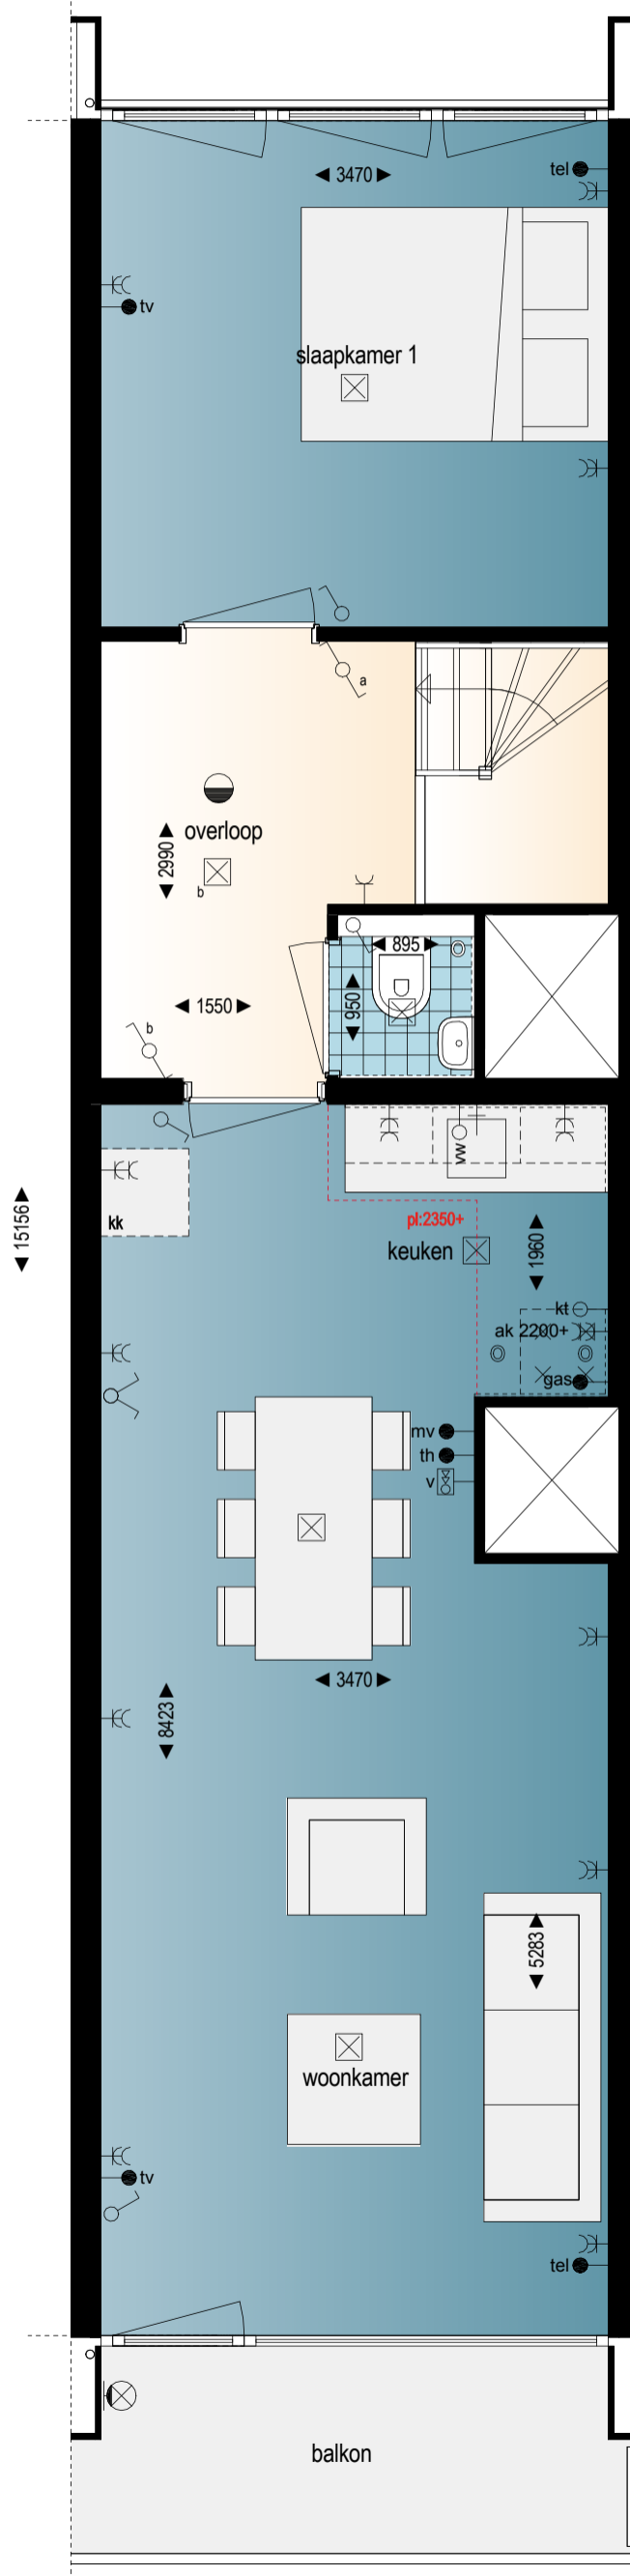 tel
3470
tv
slaapkamer 1
a
overloop
2990
b
895
950
1550
b
vw
kk
15156
pl:2350+
keuken
1960
kt
ak 2200+
gas
mv
th
v
3470
8423
5283
woonkamer
tv
tel
balkon